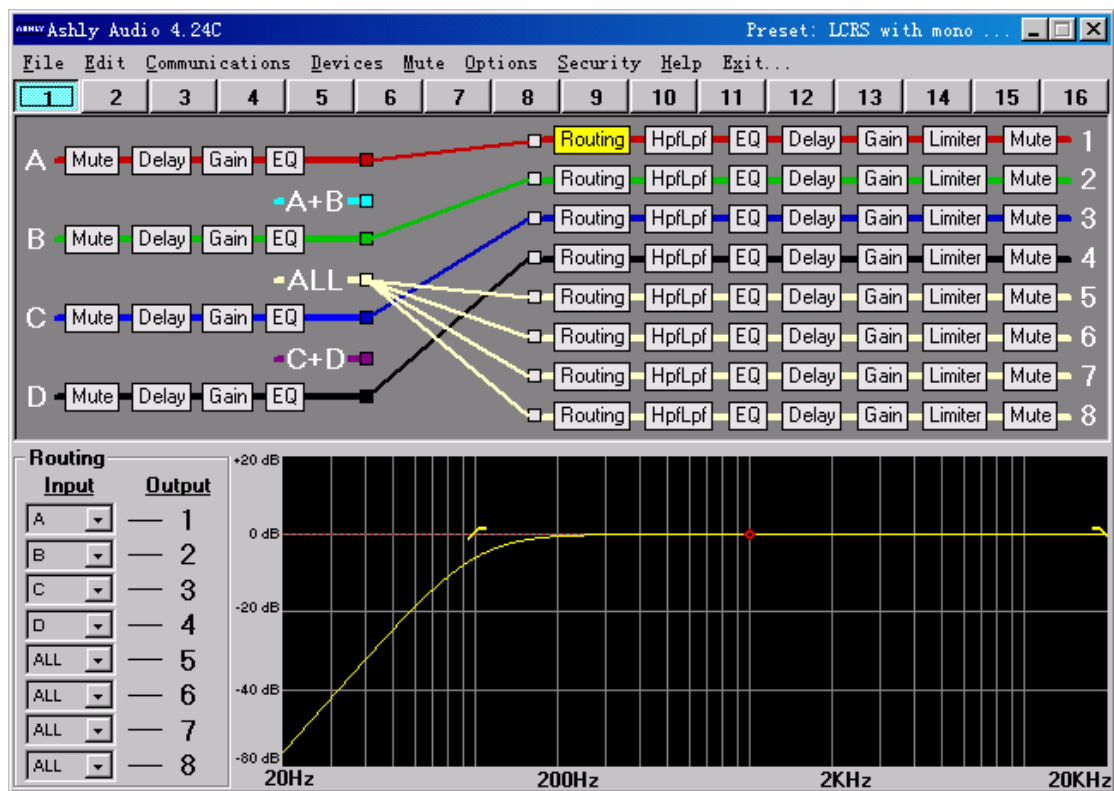 ASHLY Ashly Audio 4.24C Preset: LCRS with mono ...
File Edit Communications Devices Mute Options Security Help Exit...
1 2 3 4 5 6 7 8 9 10 11 12 13 14 15 16
Routing HpfLpf EQ Delay Gain Limiter Mute 1
A Mute Delay Gain EQ
Routing HpfLpf EQ Delay Gain Limiter Mute 2
A+B
Routing HpfLpf EQ Delay Gain Limiter Mute 3
B Mute Delay Gain EQ
Routing HpfLpf EQ Delay Gain Limiter Mute 4
ALL
Routing HpfLpf EQ Delay Gain Limiter Mute 5
C Mute Delay Gain EQ
Routing HpfLpf EQ Delay Gain Limiter Mute 6
C+D
Routing HpfLpf EQ Delay Gain Limiter Mute 7
D Mute Delay Gain EQ
Routing HpfLpf EQ Delay Gain Limiter Mute 8
Routing
Input Output
A 1
B 2
C 3
D 4
ALL 5
ALL 6
ALL 7
ALL 8
+20 dB
0 dB
-20 dB
-40 dB
-80 dB
20Hz 200Hz 2KHz 20KHz